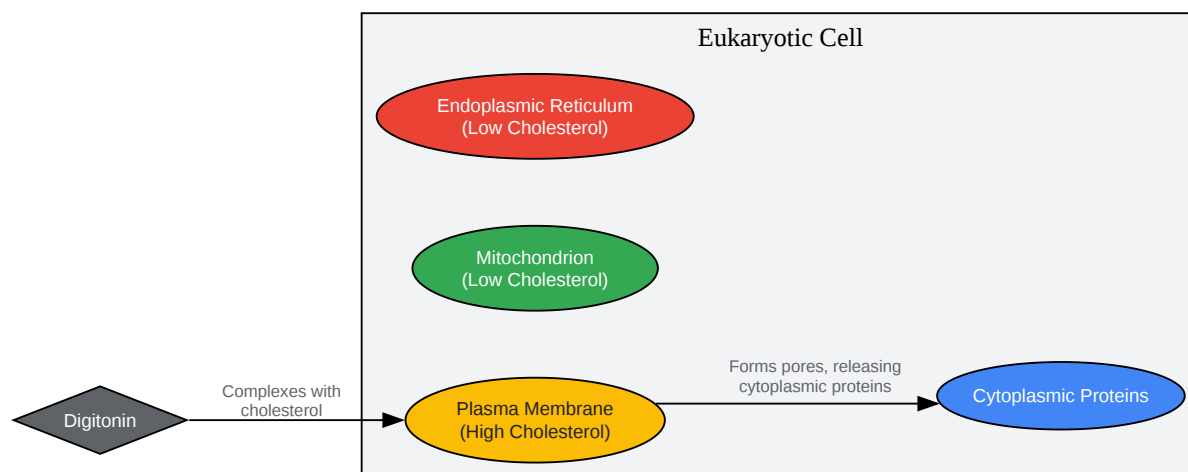 Eukaryotic Cell
Endoplasmic Reticulum
(Low Cholesterol)
Mitochondrion
(Low Cholesterol)
Digitonin
Complexes with
cholesterol
Plasma Membrane
(High Cholesterol)
Forms pores, releasing
cytoplasmic proteins
Cytoplasmic Proteins